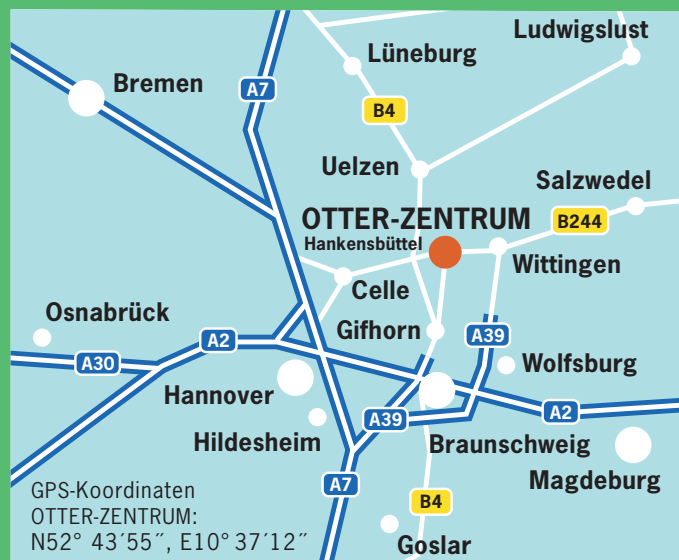 Ludwigslust
Lüneburg
Bremen
A7
B4
Uelzen
Salzwedel
OTTER-ZENTRUM
B244
Hankensbüttel
Wittingen
Celle
Osnabrück
Gifhorn
A2
A39
A30
Wolfsburg
Hannover
A39
A2
Hildesheim
Braunschweig
Magdeburg
A7
B4
Goslar
GPS-Koordinaten
OTTER-ZENTRUM:
N52° 43´55˝, E10° 37´12˝